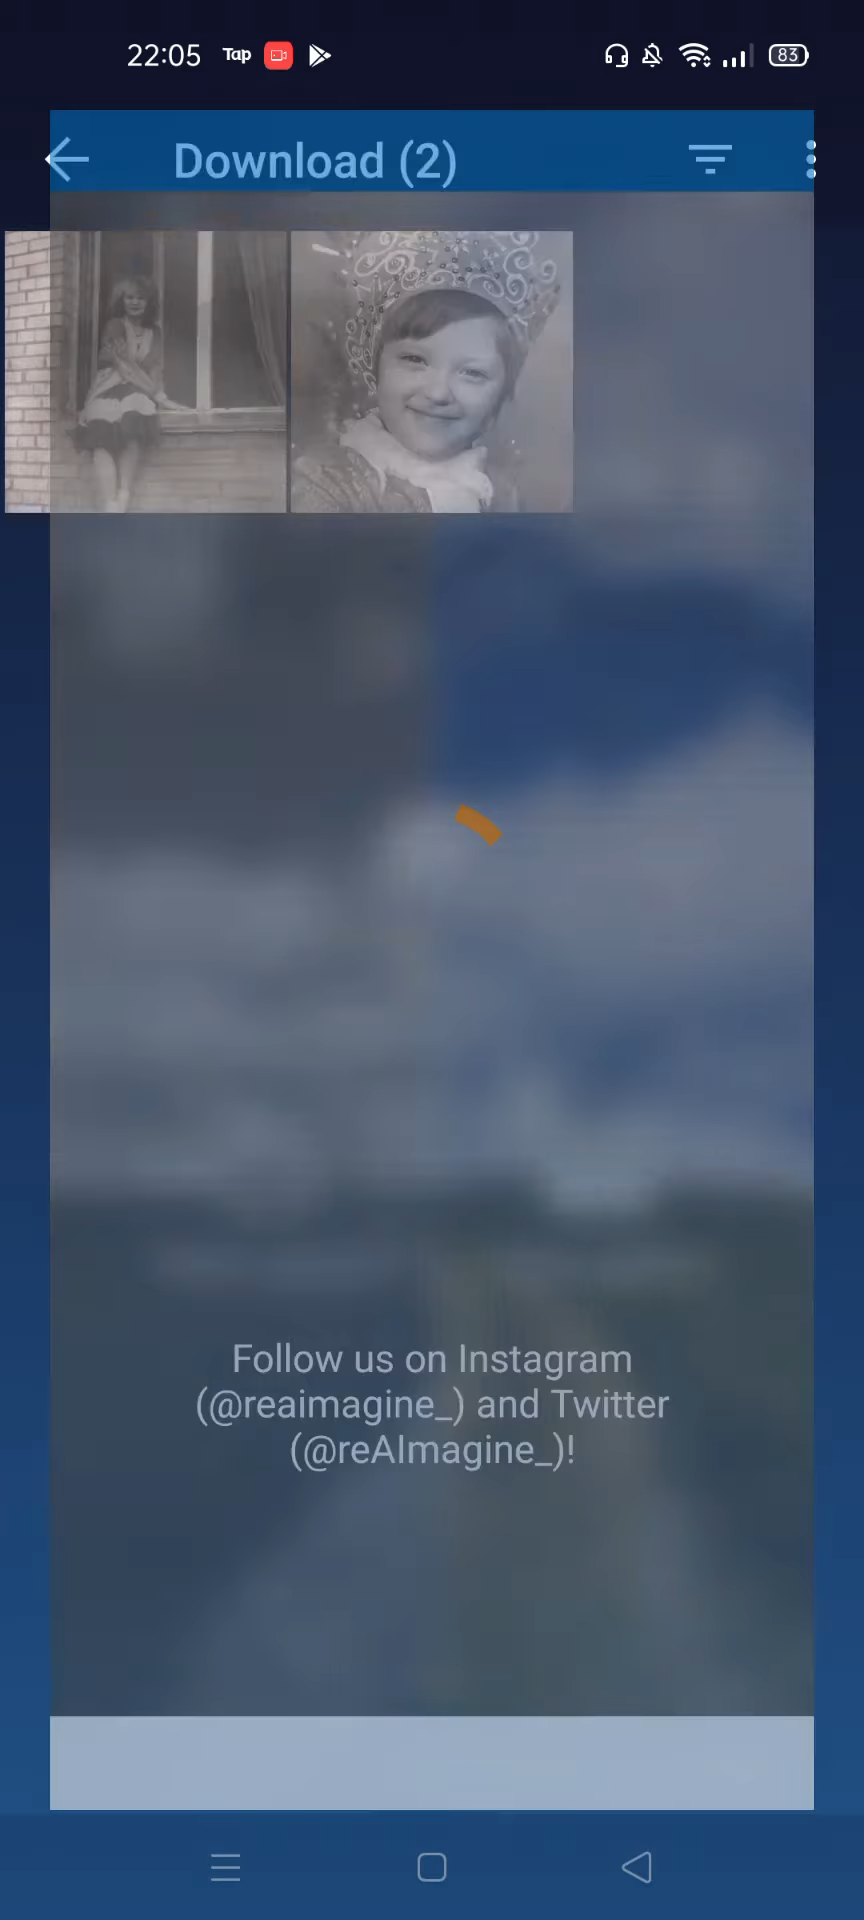 22:05 Tap 83
Download (2)
Follow us on Instagram
(@reaimagine_) and Twitter
(@reAImagine_)!